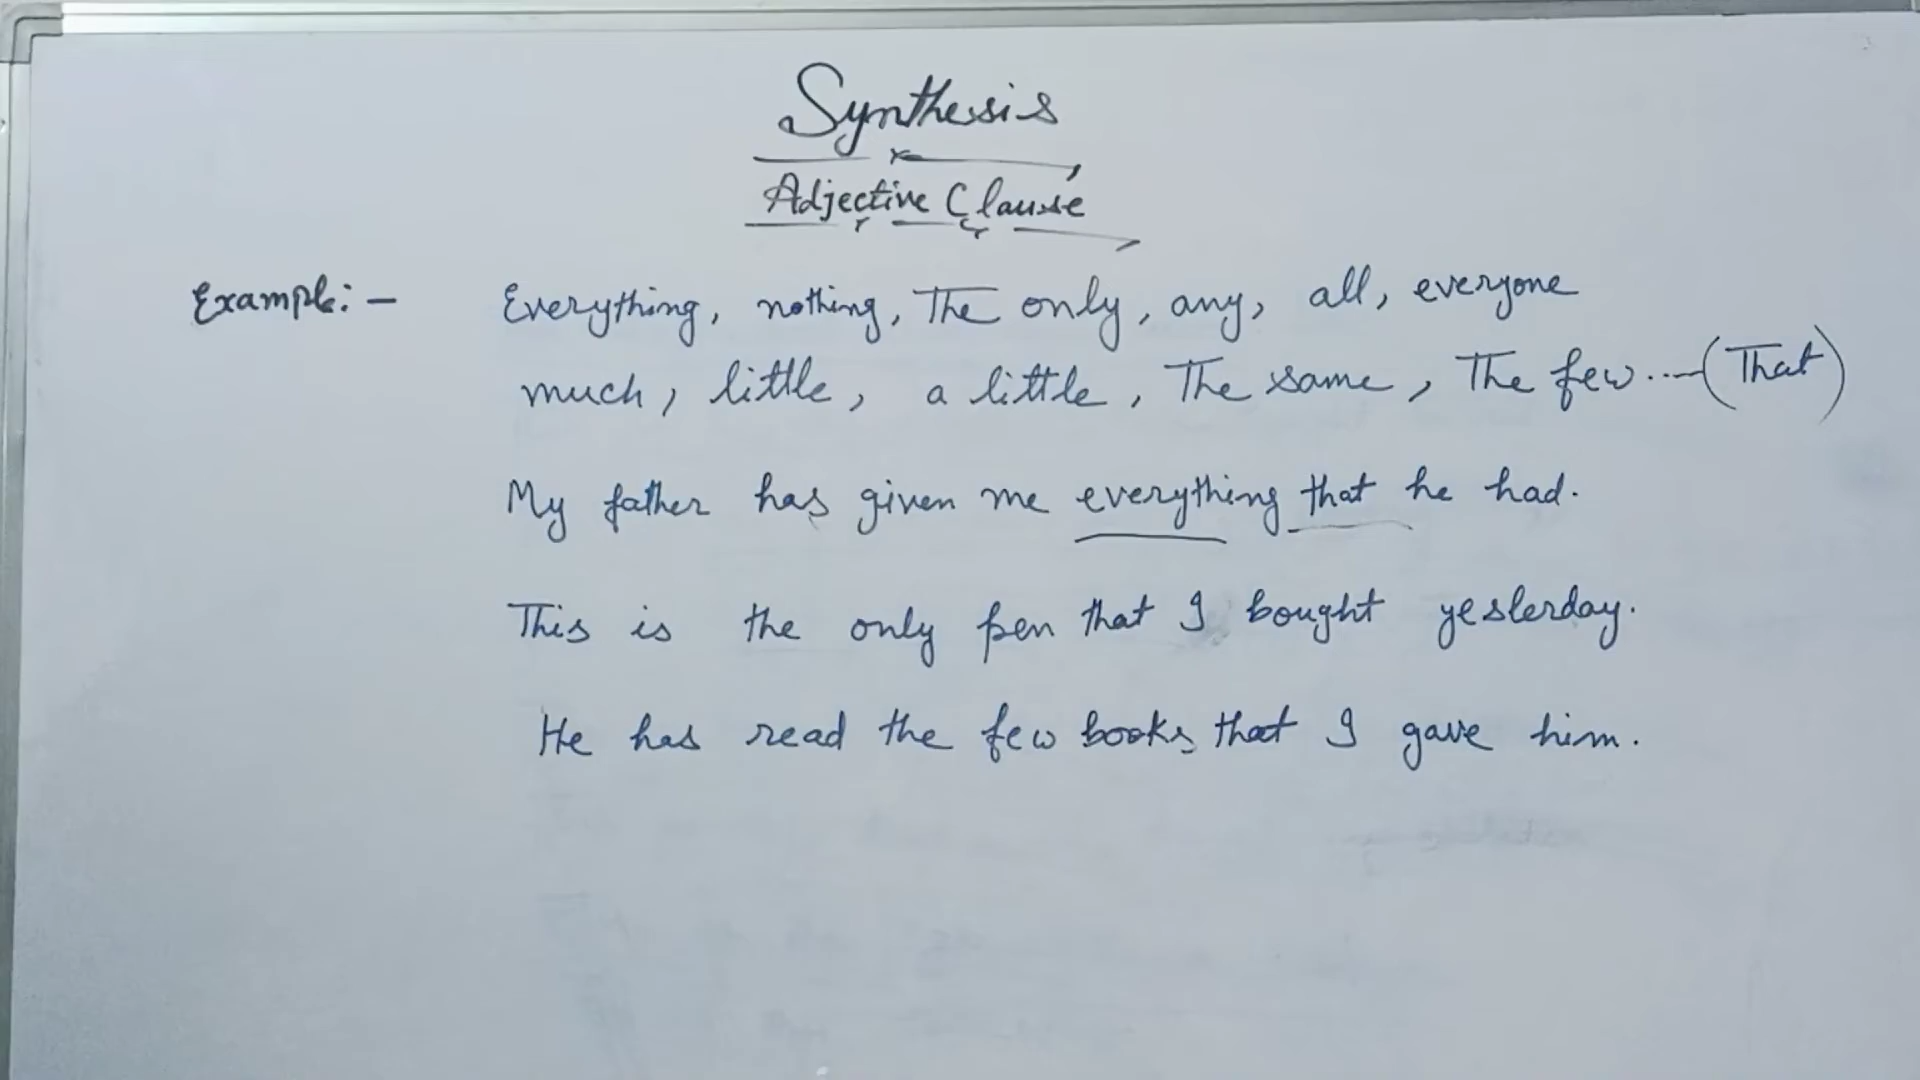 Synthesis
Adjective Clause
Example:- Everything, nothing, The only, any, all, everyone
much, little, a little, The same, The few....(That)
My father has given me everything that he had.
This is the only pen that I bought yesterday.
He has read the few books that I gave him.